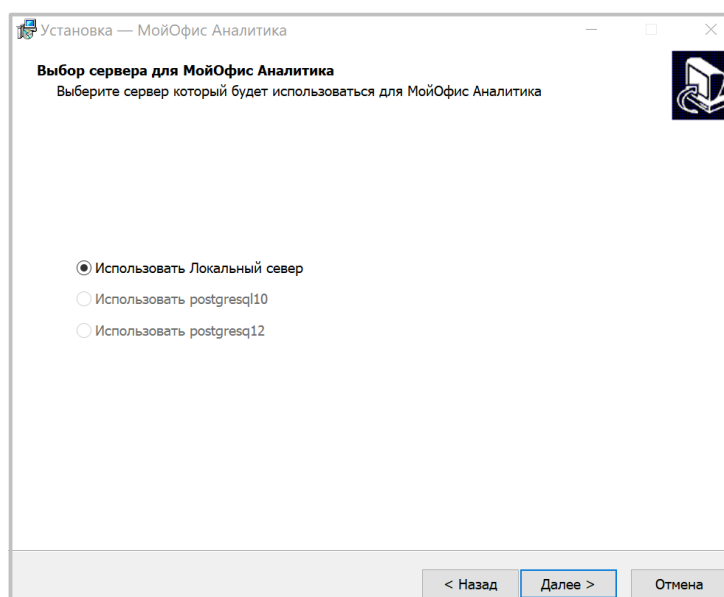 Установка — МойОфис Аналитика
Выбор сервера для МойОфис Аналитика
Выберите сервер который будет использоваться для МойОфис Аналитика
Использовать Локальный север
Использовать postgresql10
Использовать postgresq12
< Назад
Далее >
Отмена